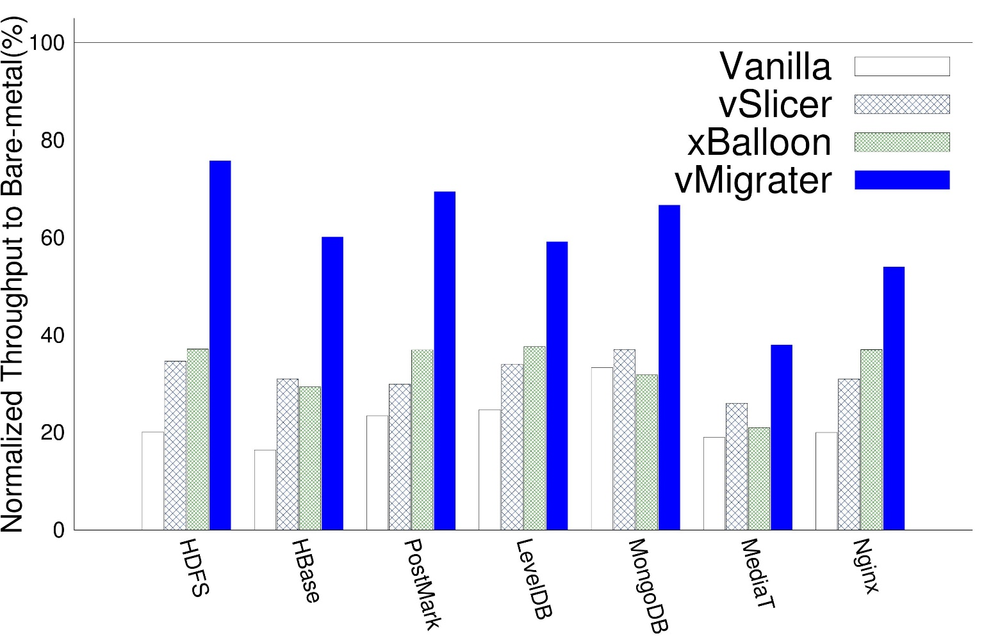 Normalized Throughput to Bare-metal(%)
100
80
60
40
20
0
Vanilla
vSlicer
xBalloon
vMigrater
HDFS
HBase
PostMark
LevelDB
MongoDB
MediaT
Nginx